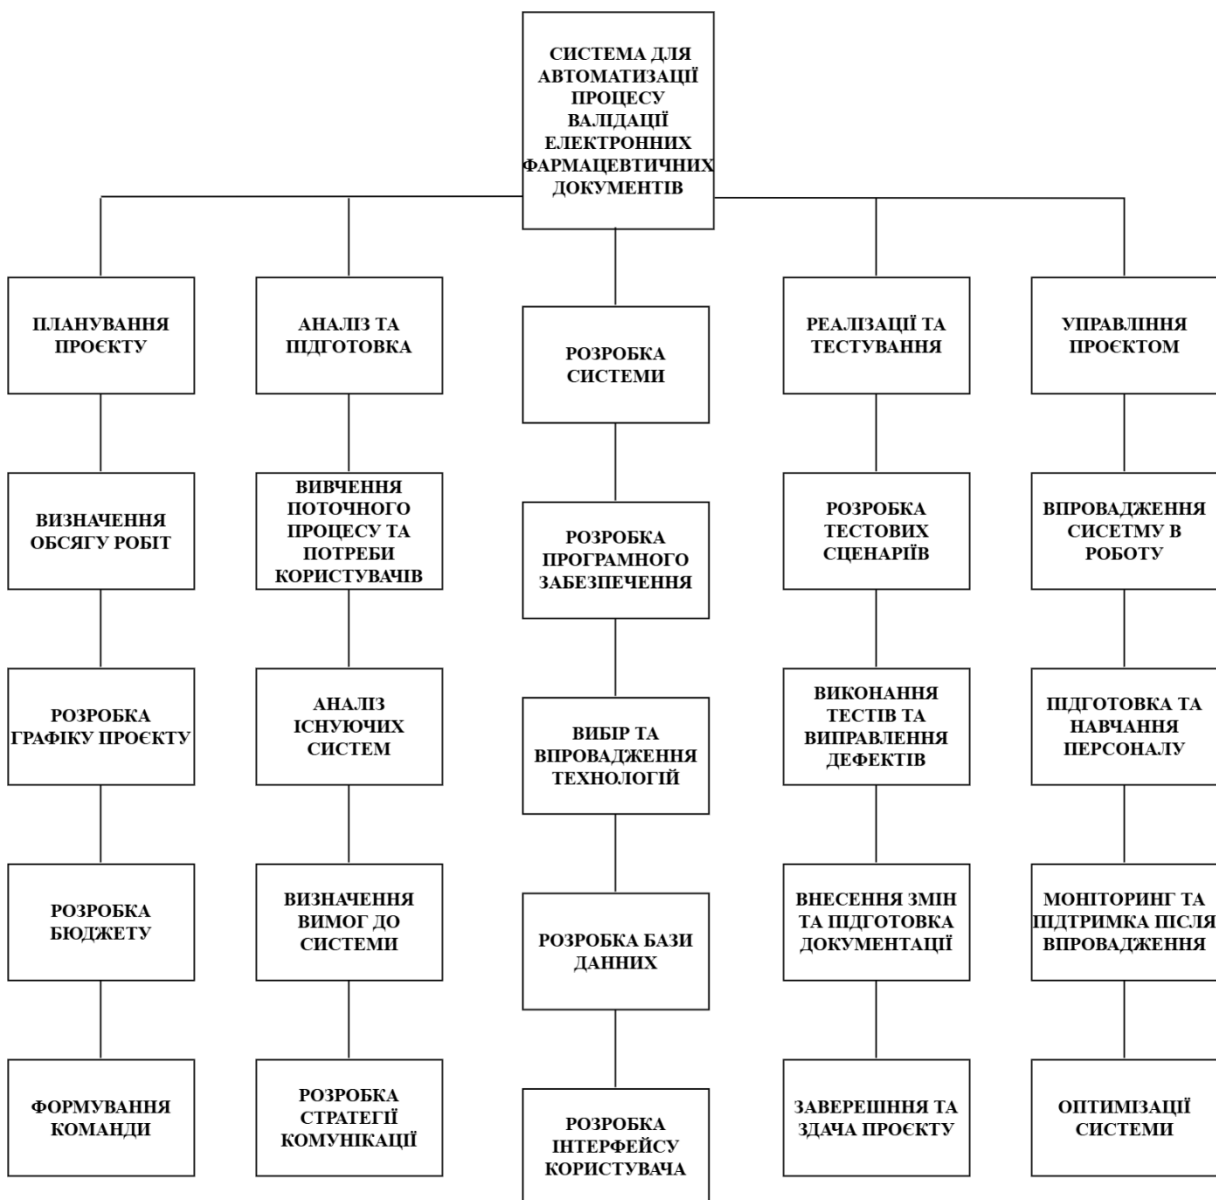 СИСТЕМА ДЛЯ
АВТОМАТИЗАЦІЇ
ПРОЦЕСУ
ВАЛІДАЦІЇ
ЕЛЕКТРОННИХ
ФАРМАЦЕВТИЧНИХ
ДОКУМЕНТІВ
ПЛАНУВАННЯ
ПРОЄКТУ
АНАЛІЗ ТА
ПІДГОТОВКА
РОЗРОБКА
СИСТЕМИ
РЕАЛІЗАЦІЇ ТА
ТЕСТУВАННЯ
УПРАВЛІННЯ
ПРОЄКТОМ
ВИЗНАЧЕННЯ
ОБСЯГУ РОБІТ
ВИВЧЕННЯ
ПОТОЧНОГО
ПРОЦЕСУ ТА
ПОТРЕБИ
КОРИСТУВАЧІВ
РОЗРОБКА
ПРОГРАМНОГО
ЗАБЕЗПЕЧЕННЯ
РОЗРОБКА
ТЕСТОВИХ
СЦЕНАРІЇВ
ВПРОВАДЖЕННЯ
СИСЕТМУ В
РОБОТУ
РОЗРОБКА
ГРАФІКУ ПРОЄКТУ
АНАЛІЗ
ІСНУЮЧИХ
СИСТЕМ
ВИБІР ТА
ВПРОВАДЖЕННЯ
ТЕХНОЛОГІЙ
ВИКОНАННЯ
ТЕСТІВ ТА
ВИПРАВЛЕННЯ
ДЕФЕКТІВ
ПІДГОТОВКА ТА
НАВЧАННЯ
ПЕРСОНАЛУ
РОЗРОБКА
БЮДЖЕТУ
ВИЗНАЧЕННЯ
ВИМОГ ДО
СИСТЕМИ
РОЗРОБКА БАЗИ
ДАННИХ
ВНЕСЕННЯ ЗМІН
ТА ПІДГОТОВКА
ДОКУМЕНТАЦІЇ
МОНІТОРИНГ ТА
ПІДТРИМКА ПІСЛЯ
ВПРОВАДЖЕННЯ
ФОРМУВАННЯ
КОМАНДИ
РОЗРОБКА
СТРАТЕГІЇ
КОМУНІКАЦІЇ
РОЗРОБКА
ІНТЕРФЕЙСУ
КОРИСТУВАЧА
ЗАВЕРЕШННЯ ТА
ЗДАЧА ПРОЄКТУ
ОПТИМІЗАЦІЇ
СИСТЕМИ